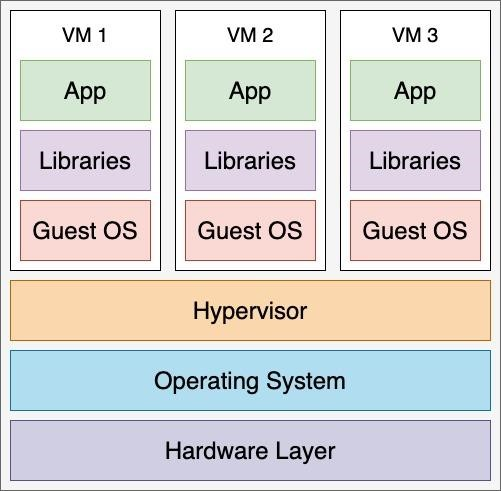 VM 1
VM 2
VM 3
App
App
App
Libraries
Libraries
Libraries
Guest OS
Guest OS
Guest OS
Hypervisor
Operating System
Hardware Layer